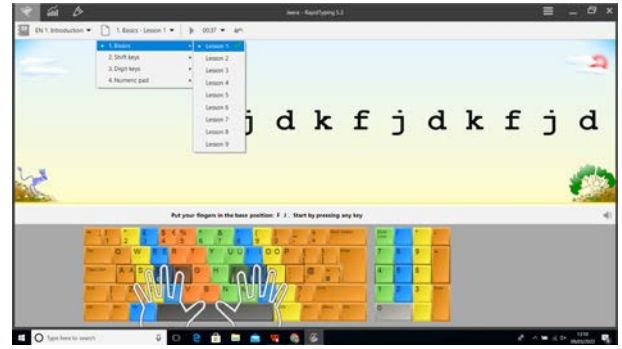 Jeeva - RapidTyping 5.3
EN 1. Introduction
1. Basics - Lesson 1
00:37
1. Basics
2. Shift keys
3. Digit keys
4. Numeric pad
Lesson 1
Lesson 2
Lesson 3
Lesson 4
Lesson 5
Lesson 6
Lesson 7
Lesson 8
Lesson 9
j d k f j d k f j d
Put your fingers in the base position: F J . Start by pressing any key
Type here to search